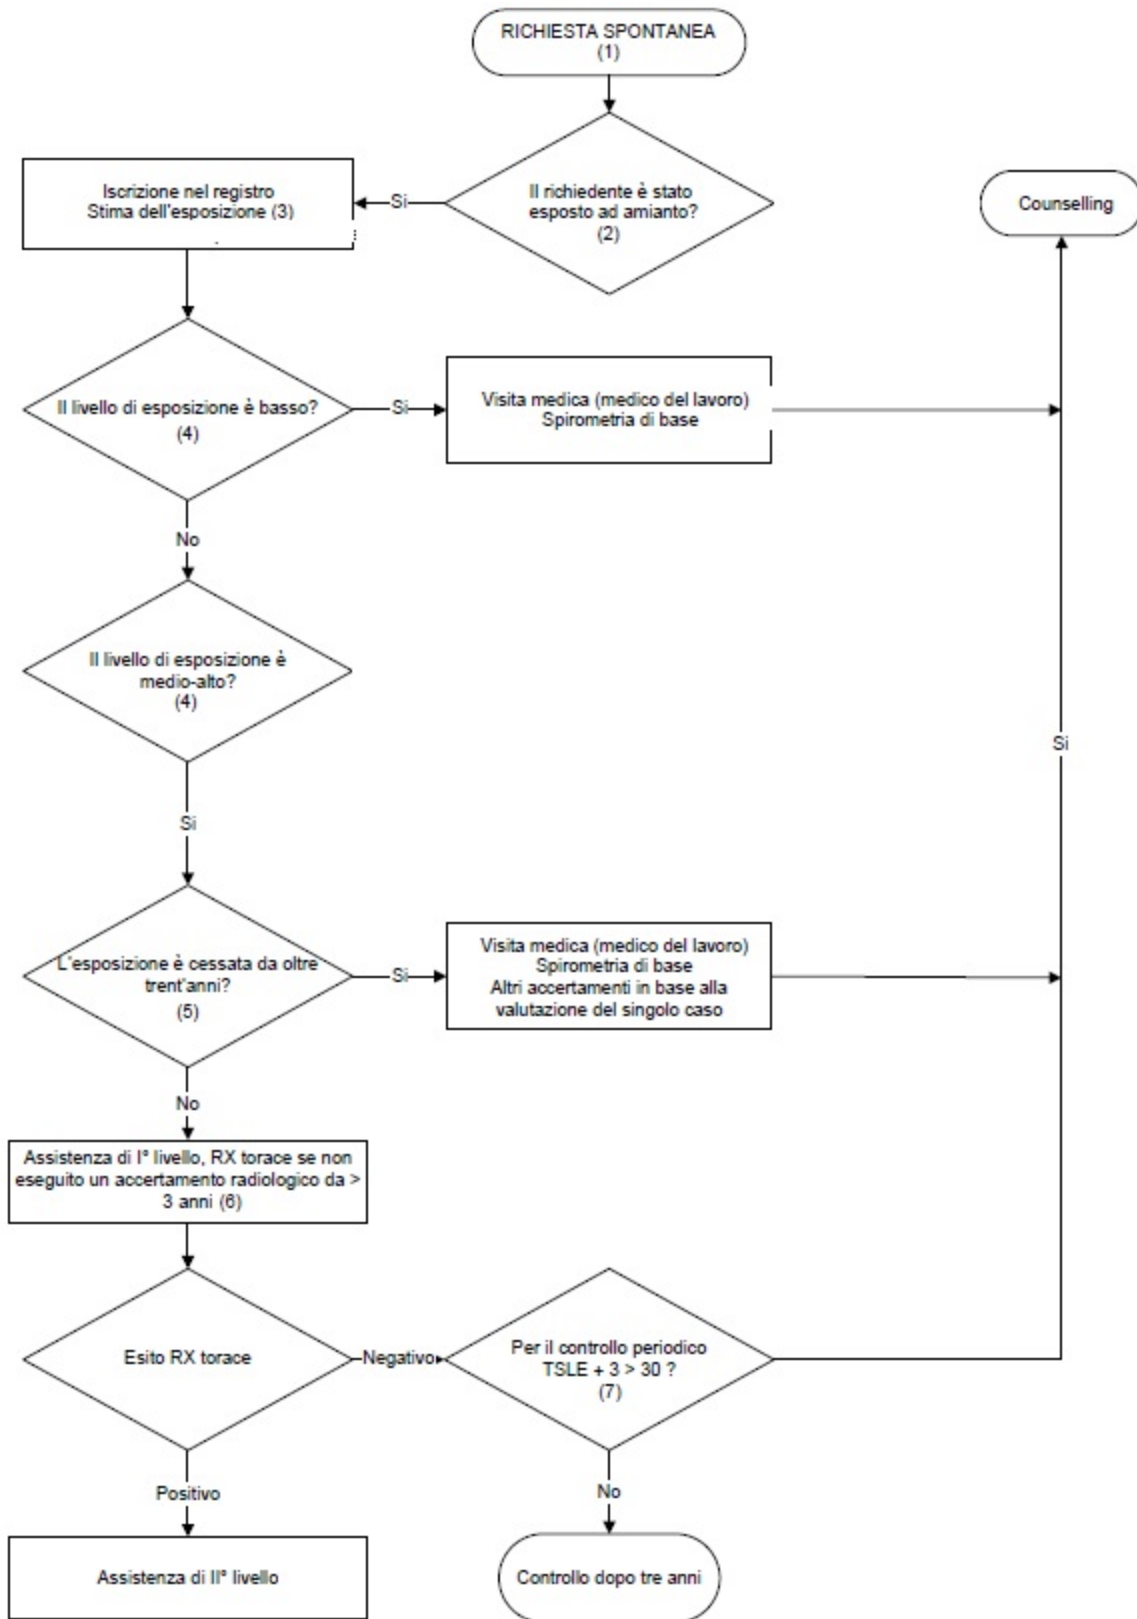 RICHIESTA SPONTANEA
(1)
Il richiedente è stato
esposto ad amianto?
(2)
Si
Iscrizione nel registro
Stima dell'esposizione (3)
Counselling
Il livello di esposizione è basso?
(4)
Si
Visita medica (medico del lavoro)
Spirometria di base
No
Il livello di esposizione è
medio-alto?
(4)
Si
Si
L'esposizione è cessata da oltre
trent'anni?
(5)
Si
Visita medica (medico del lavoro)
Spirometria di base
Altri accertamenti in base alla
valutazione del singolo caso
No
Assistenza di I° livello, RX torace se non
eseguito un accertamento radiologico da >
3 anni (6)
Esito RX torace
Negativo
Per il controllo periodico
TSLE + 3 > 30 ?
(7)
Positivo
No
Assistenza di II° livello
Controllo dopo tre anni